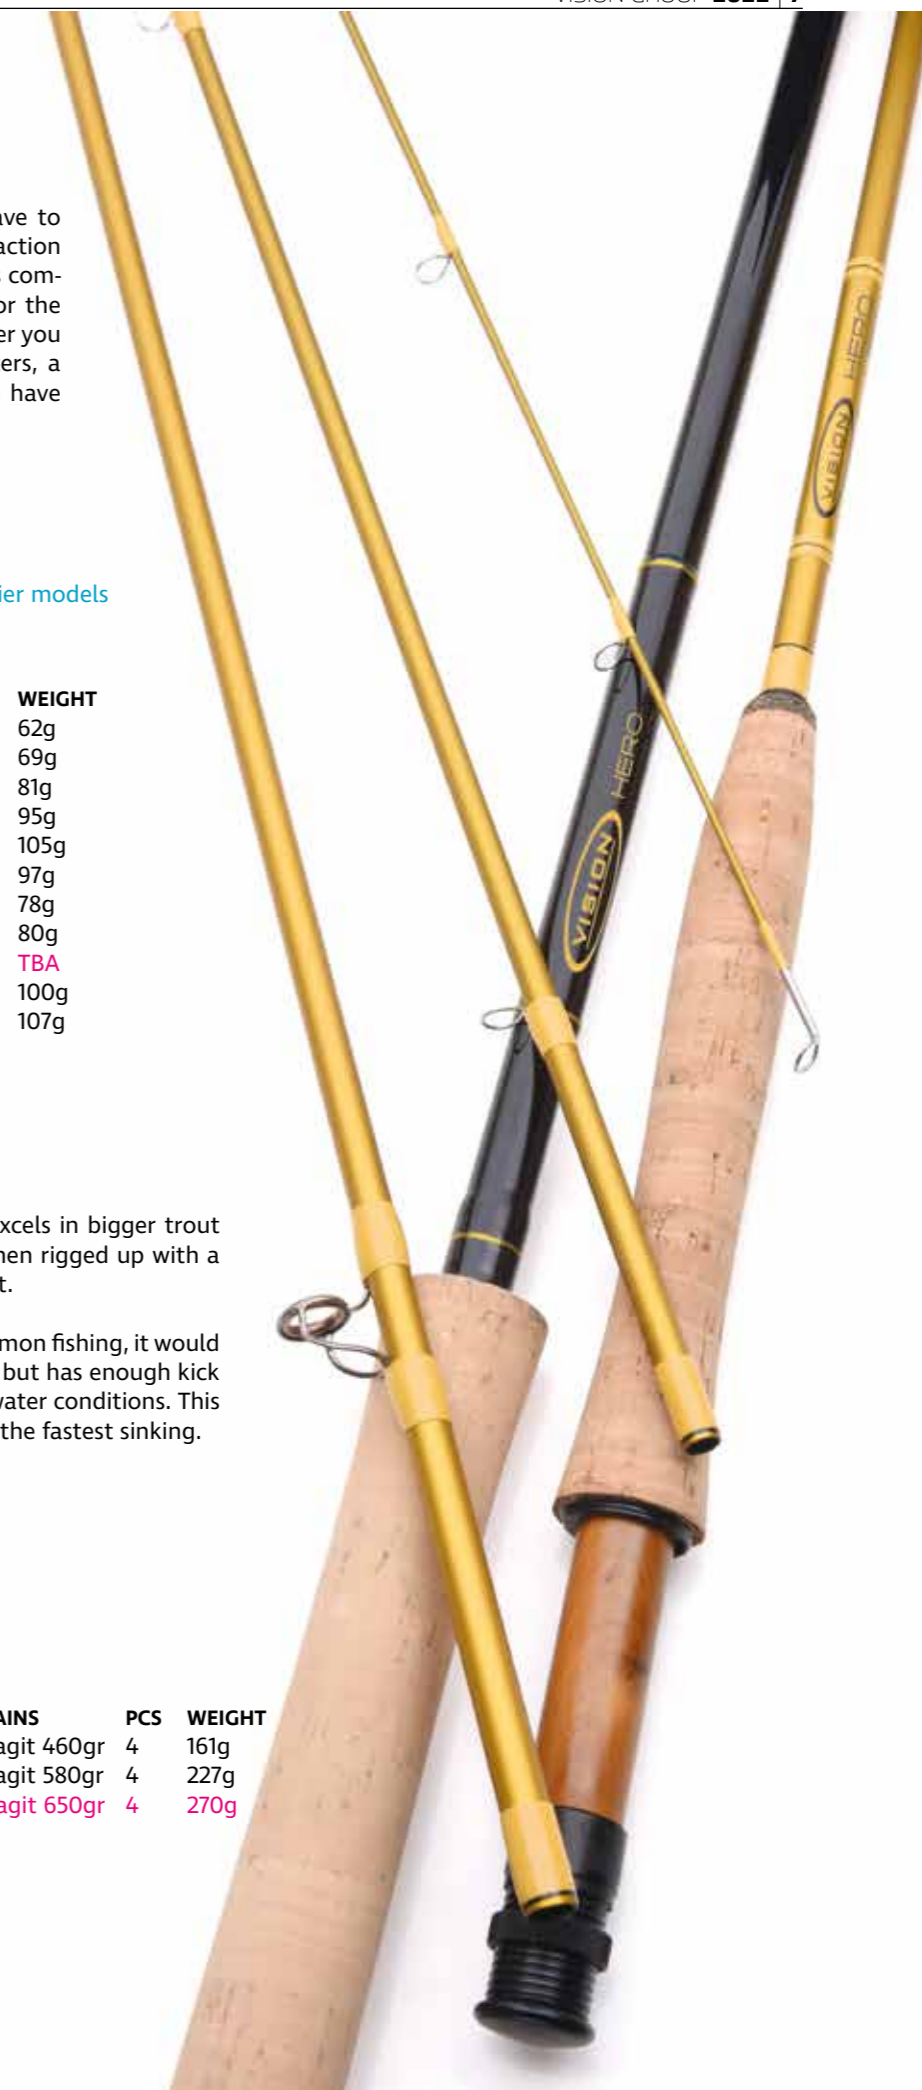 ave to
action
s com-
or the
er you
ers, a
have
ier models
WEIGHT
62g
69g
81g
95g
105g
97g
78g
80g
TBA
100g
107g
xcels in bigger trout
hen rigged up with a
t.
mon fishing, it would
but has enough kick
water conditions. This
the fastest sinking.
AINS PCS WEIGHT
agit 460gr 4 161g
agit 580gr 4 227g
agit 650gr 4 270g
VISION HERO
VISION HERO